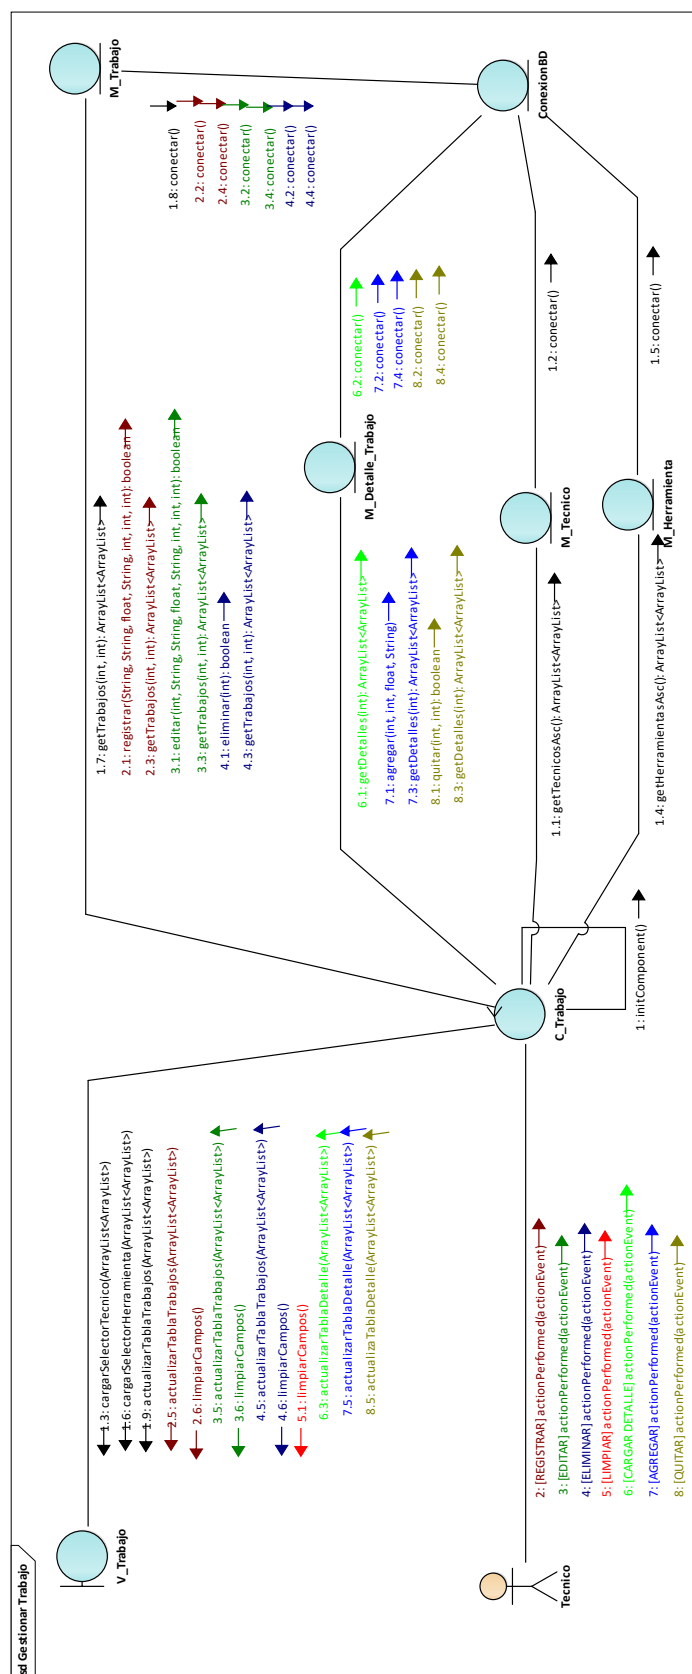 sd Gestionar Trabajo
V_Trabajo
Tecnico
1.3: cargarSelectorTecnico(ArrayList<ArrayList>)
1.6: cargarSelectorHerramienta(ArrayList<ArrayList>)
1.9: actualizarTablaTrabajos(ArrayList<ArrayList>)
2.5: actualizarTablaTrabajos(ArrayList<ArrayList>)
2.6: limpiarCampos()
3.5: actualizarTablaTrabajos(ArrayList<ArrayList>)
3.6: limpiarCampos()
4.5: actualizarTablaTrabajos(ArrayList<ArrayList>)
4.6: limpiarCampos()
5.1: limpiarCampos()
6.3: actualizarTablaDetalle(ArrayList<ArrayList>)
7.5: actualizarTablaDetalle(ArrayList<ArrayList>)
8.5: actualizaTablaDetalle(ArrayList<ArrayList>)
2: [REGISTRAR] actionPerformed(actionEvent)
3: [EDITAR] actionPerformed(actionEvent)
4: [ELIMINAR] actionPerformed(actionEvent)
5: [LIMPIAR] actionPerformed(actionEvent)
6: [CARGAR DETALLE] actionPerformed(actionEvent)
7: [AGREGAR] actionPerformed(actionEvent)
8: [QUITAR] actionPerformed(actionEvent)
C_Trabajo
1: initComponent()
1.7: getTrabajos(int, int): ArrayList<ArrayList>
2.1: registrar(String, String, float, String, int, int, int): boolean
2.3: getTrabajos(int, int): ArrayList<ArrayList>
3.1: editar(int, String, String, float, String, int, int, int): boolean
3.3: getTrabajos(int, int): ArrayList<ArrayList>
4.1: eliminar(int): boolean
4.3: getTrabajos(int, int): ArrayList<ArrayList>
6.1: getDetalles(int): ArrayList<ArrayList>
7.1: agregar(int, int, float, String)
7.3: getDetalles(int): ArrayList<ArrayList>
8.1: quitar(int, int): boolean
8.3: getDetalles(int): ArrayList<ArrayList>
1.1: getTecnicosAsc(): ArrayList<ArrayList>
1.4: getHerramientasAsc(): ArrayList<ArrayList>
M_Detalle_Trabajo
M_Tecnico
M_Herramienta
6.2: conectar()
7.2: conectar()
7.4: conectar()
8.2: conectar()
8.4: conectar()
1.2: conectar()
1.5: conectar()
M_Trabajo
1.8: conectar()
2.2: conectar()
2.4: conectar()
3.2: conectar()
3.4: conectar()
4.2: conectar()
4.4: conectar()
ConexionBD